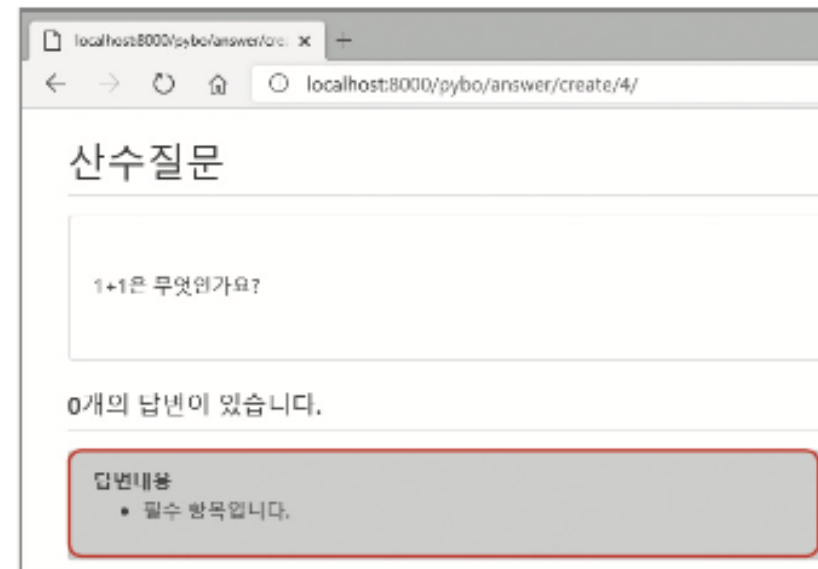 localhost:8000/pybo/answer/cre
localhost:8000/pybo/answer/create/4/
산수질문
1+1은 무엇인가요?
0개의 답변이 있습니다.
답변내용
• 필수 항목입니다.